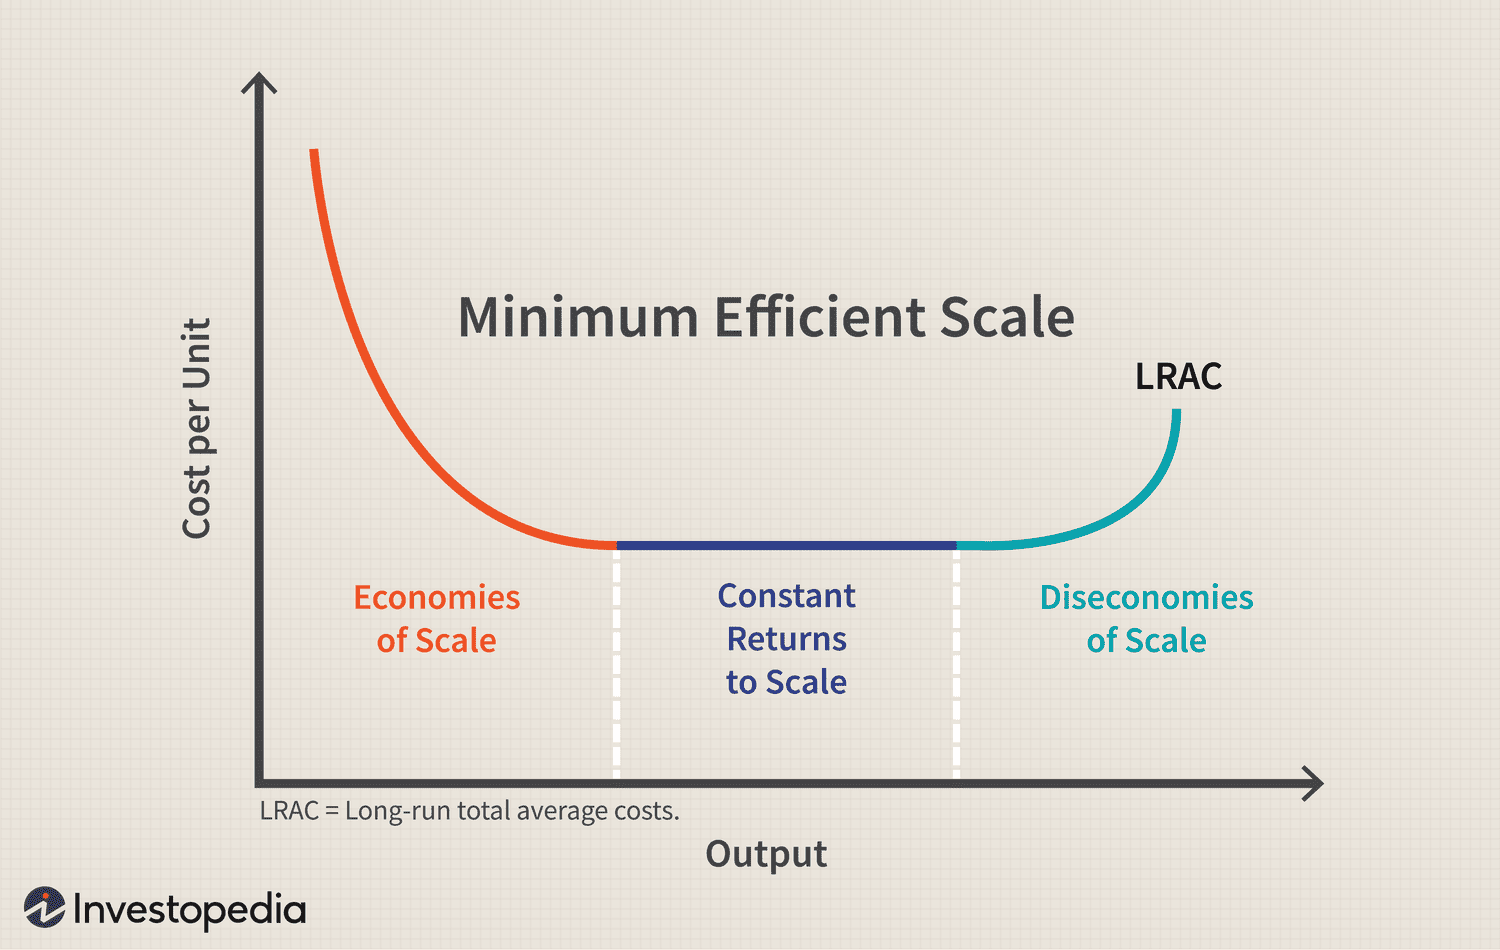 Minimum Efficient Scale
LRAC
Cost per Unit
Economies
of Scale
Constant
Returns
to Scale
Diseconomies
of Scale
LRAC = Long-run total average costs.
Output
Investopedia